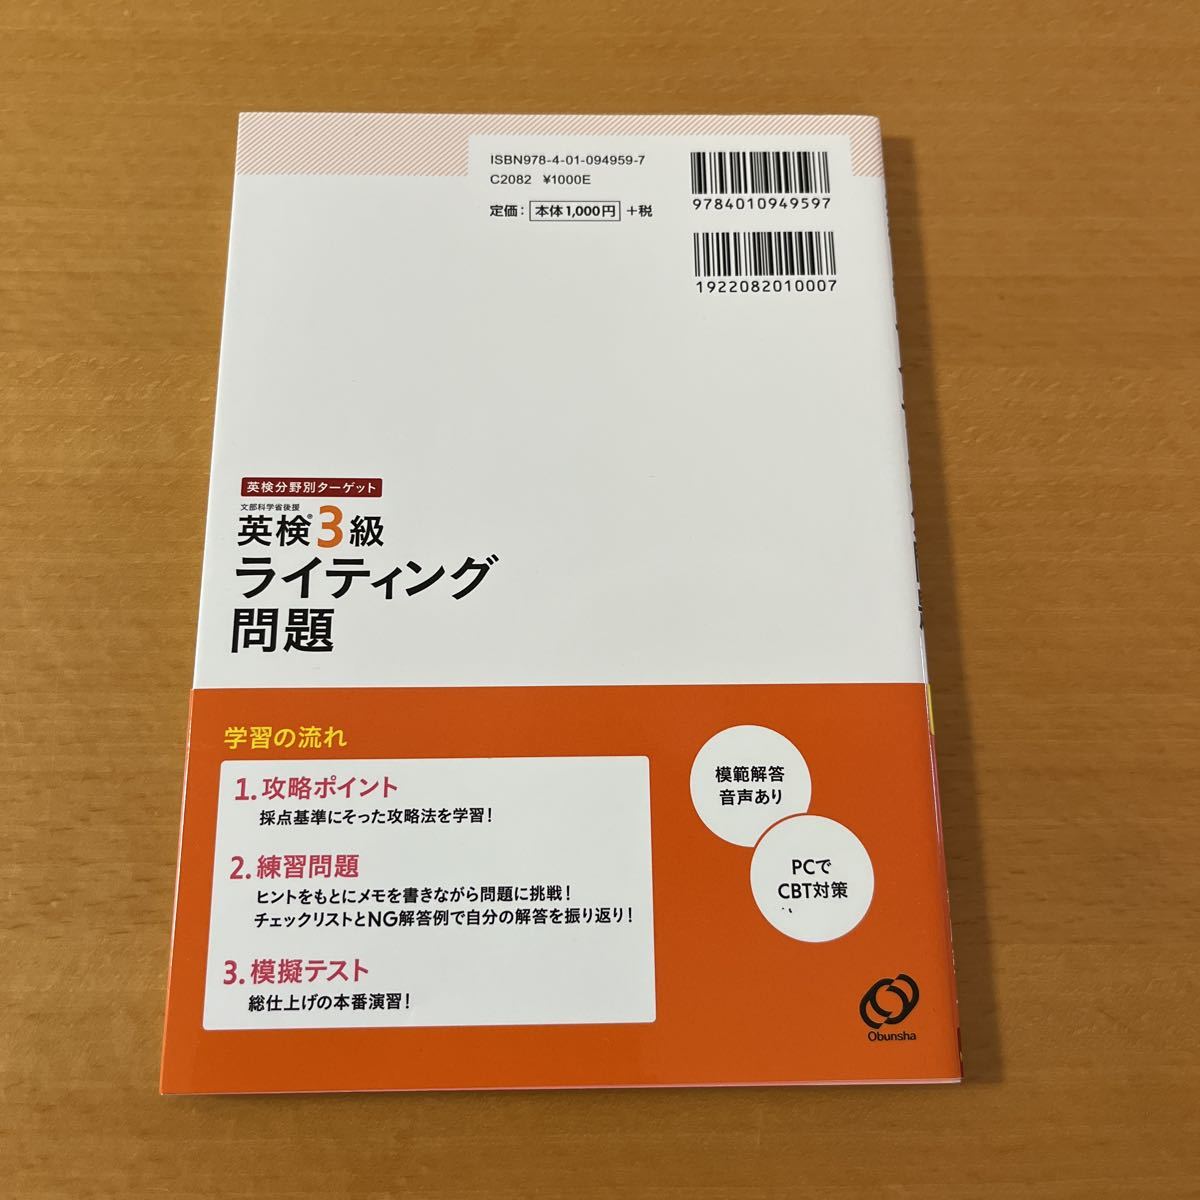 ISBN978-4-01-094959-7
C2082 ¥1000E
定価: 本体1,000円 +税
9784010949597
1922082010007
英検分野別ターゲット
文部科学省後援
英検®3級
ライティング
問題
学習の流れ
1. 攻略ポイント
採点基準にそった攻略法を学習!
2. 練習問題
ヒントをもとにメモを書きながら問題に挑戦!
チェックリストとNG解答例で自分の解答を振り返り!
3. 模擬テスト
総仕上げの本番演習!
模範解答
音声あり
PCで
CBT対策
Obunsha